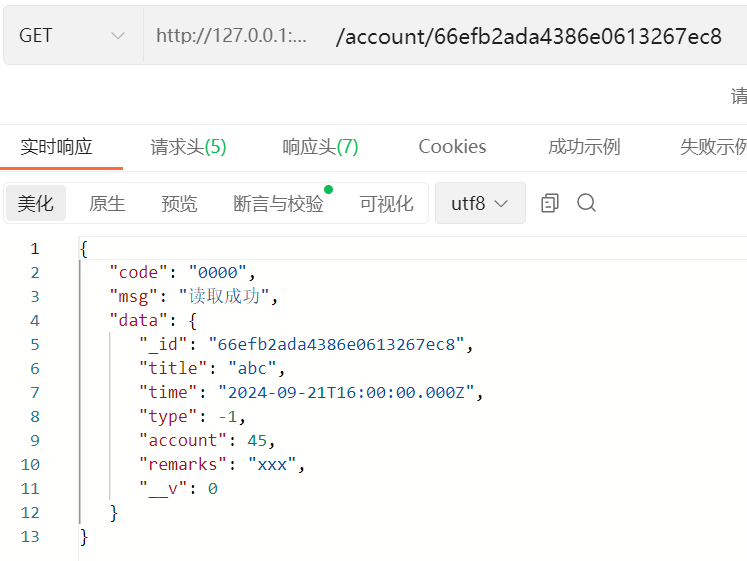 GET http://127.0.0.1:... /account/66efb2ada4386e0613267ec8
请
实时响应 请求头(5) 响应头(7) Cookies 成功示例 失败示例
美化 原生 预览 断言与校验 可视化 utf8
1 {
2 "code": "0000",
3 "msg": "读取成功",
4 "data": {
5 "_id": "66efb2ada4386e0613267ec8",
6 "title": "abc",
7 "time": "2024-09-21T16:00:00.000Z",
8 "type": -1,
9 "account": 45,
10 "remarks": "xxx",
11 "__v": 0
12 }
13 }